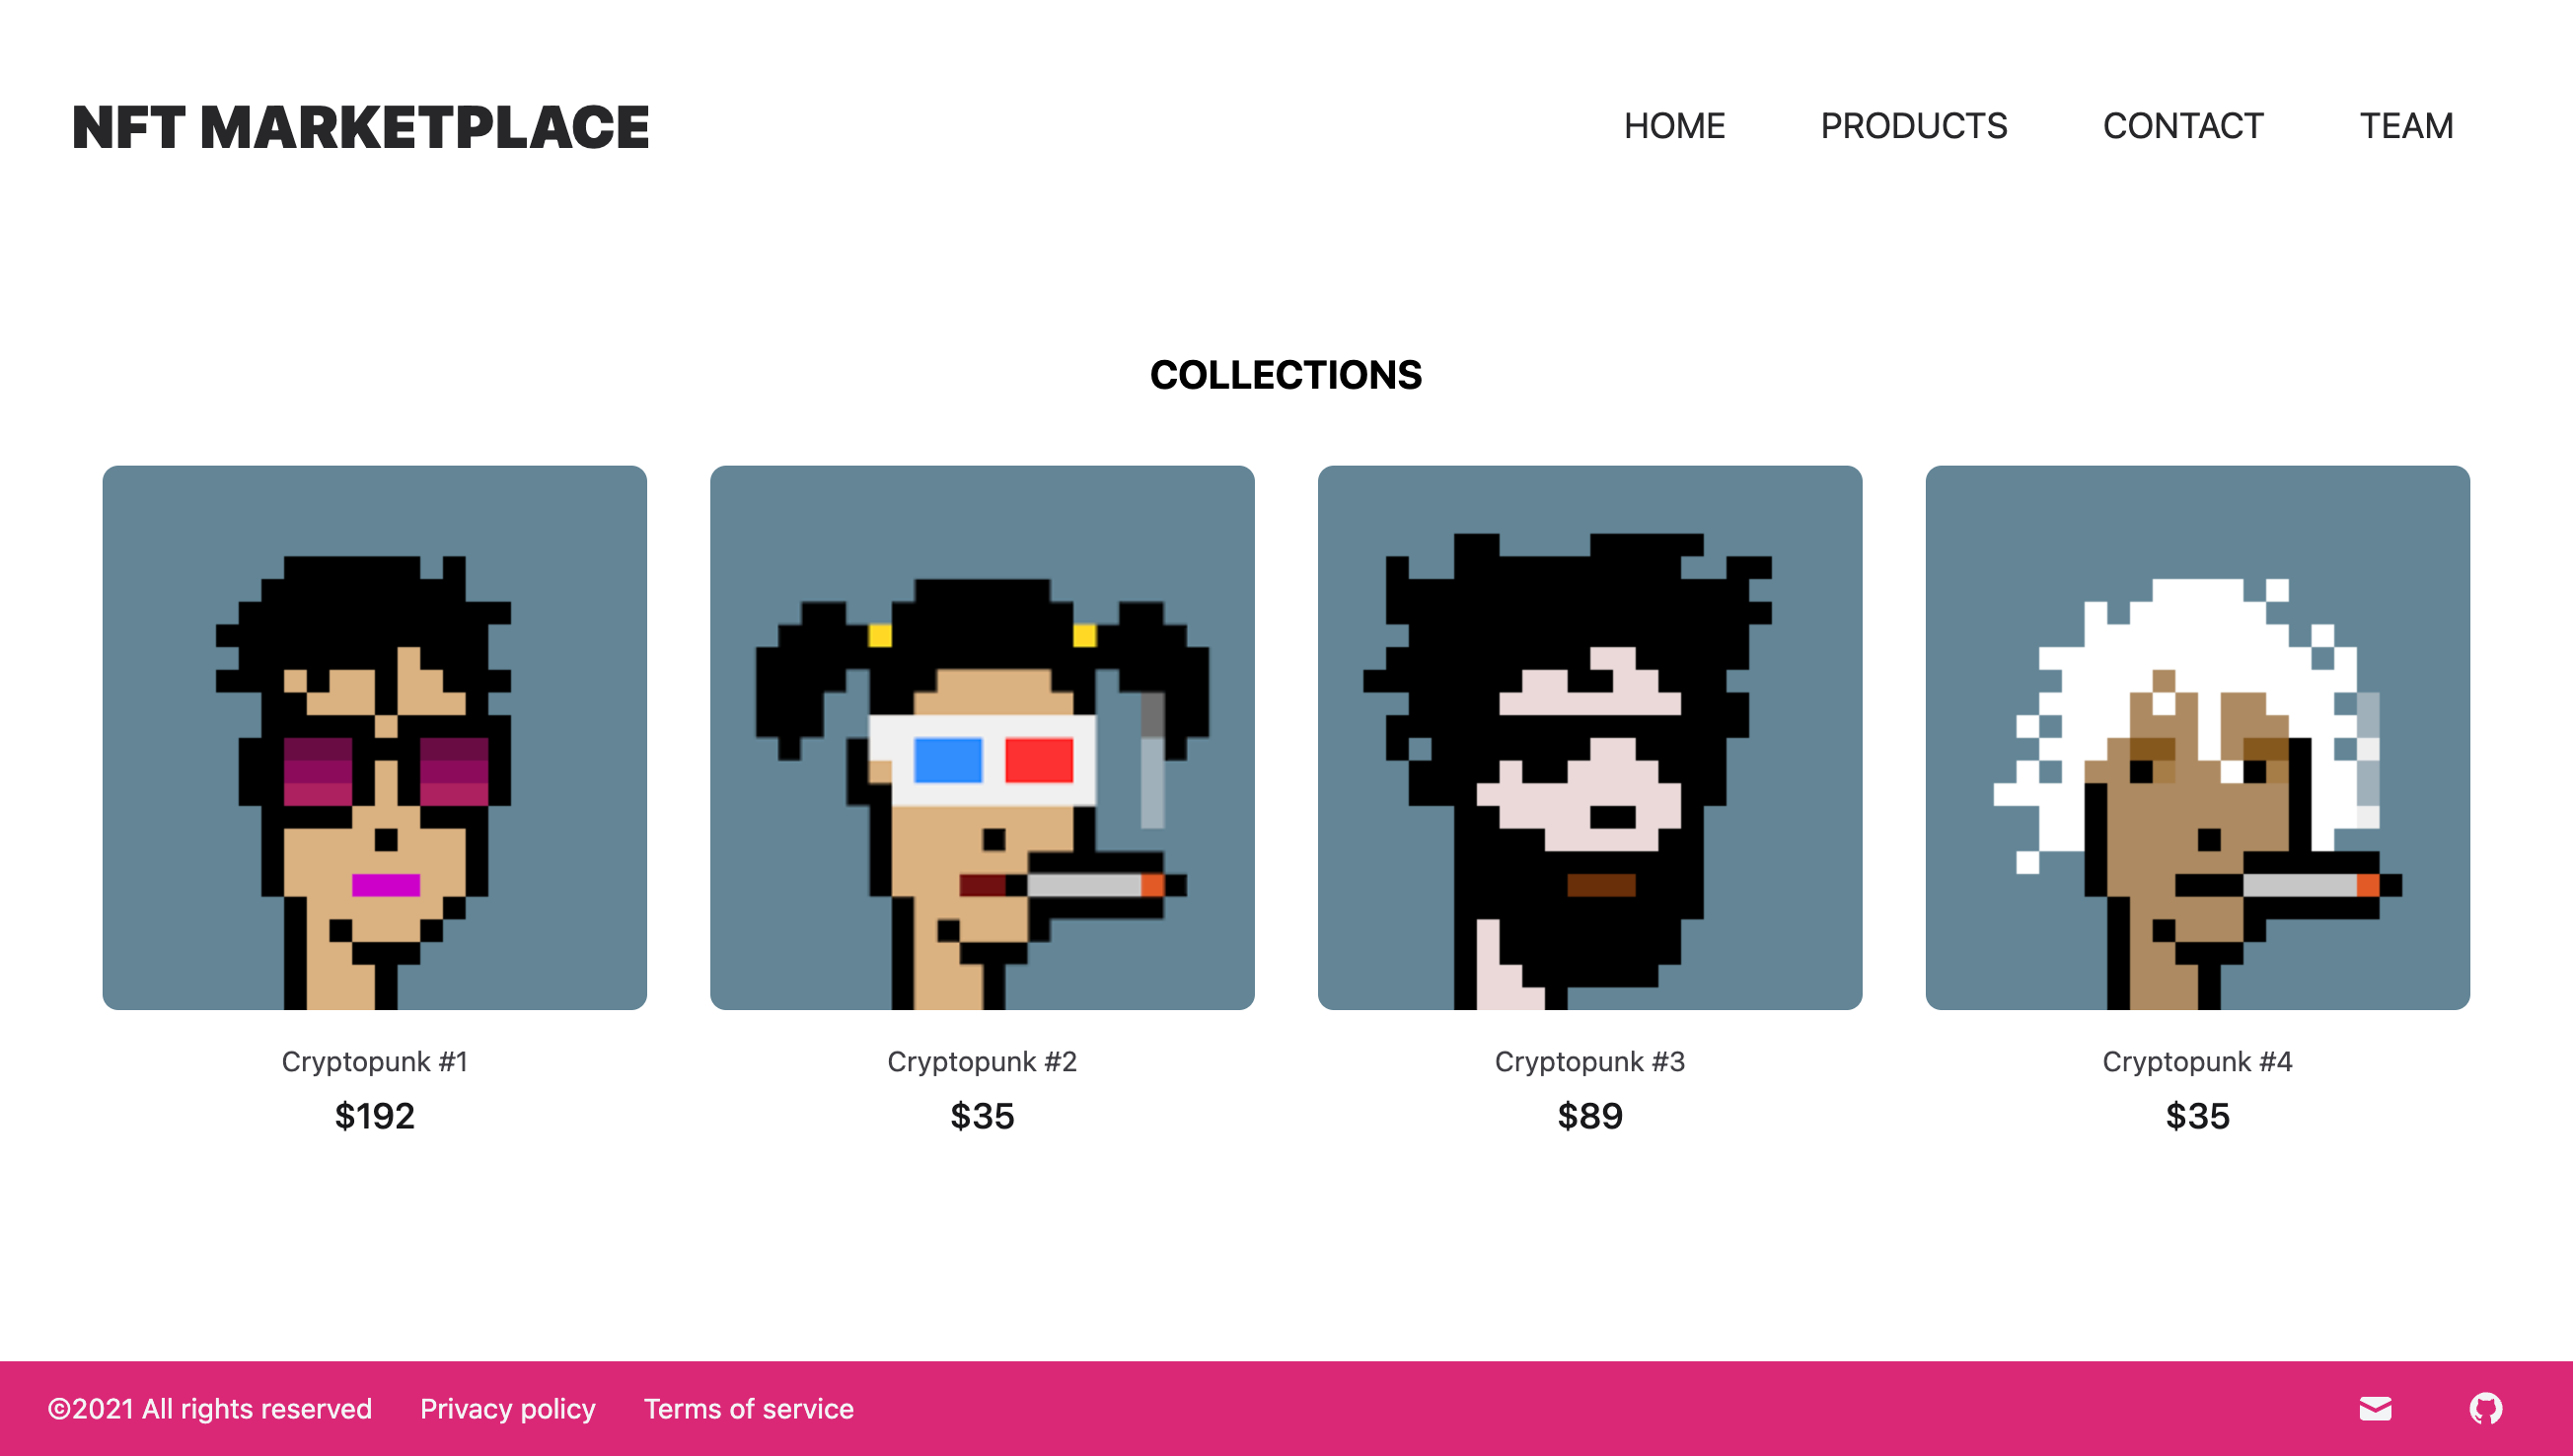 NFT MARKETPLACE
HOME PRODUCTS CONTACT TEAM
COLLECTIONS
Cryptopunk #1
$192
Cryptopunk #2
$35
Cryptopunk #3
$89
Cryptopunk #4
$35
©2021 All rights reserved Privacy policy Terms of service